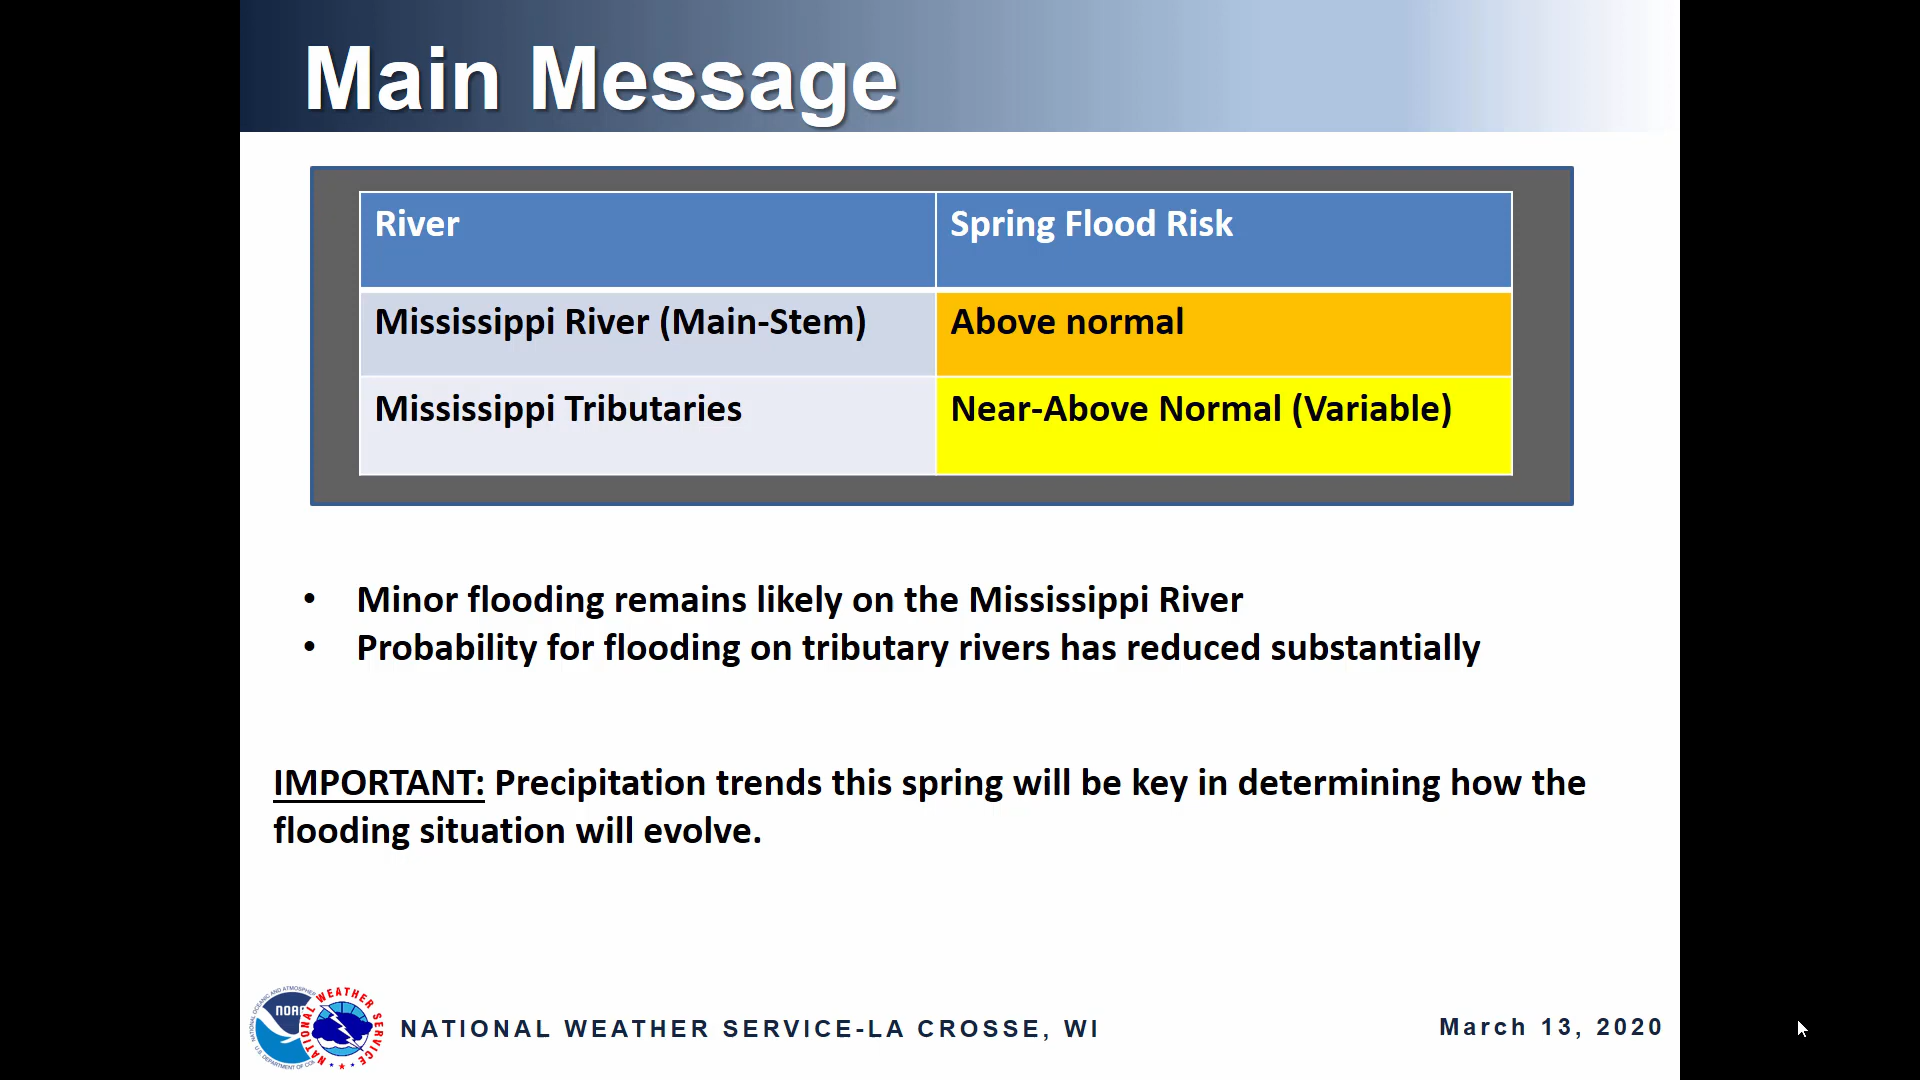 Main Message
River
Spring Flood Risk
Mississippi River (Main-Stem)
Above normal
Mississippi Tributaries
Near-Above Normal (Variable)
• Minor flooding remains likely on the Mississippi River
• Probability for flooding on tributary rivers has reduced substantially
IMPORTANT: Precipitation trends this spring will be key in determining how the
flooding situation will evolve.
NATIONAL WEATHER SERVICE
NATIONAL WEATHER SERVICE-LA CROSSE, WI
March 13, 2020